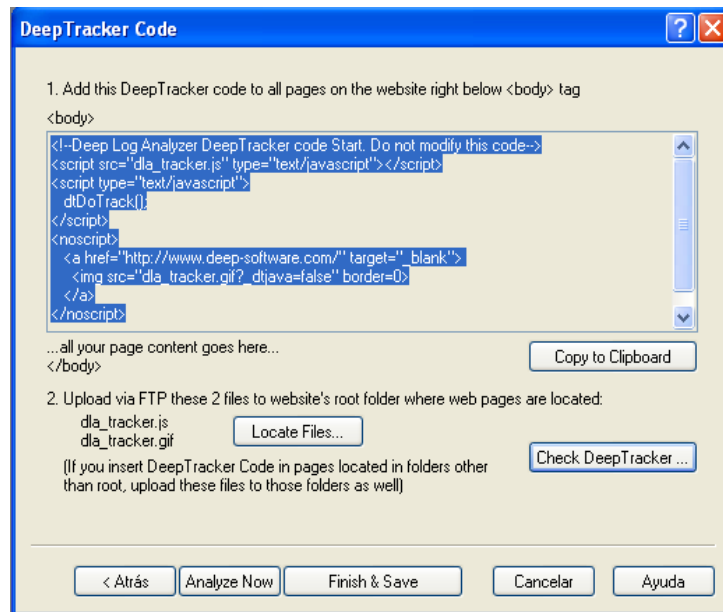 DeepTracker Code
1. Add this DeepTracker code to all pages on the website right below <body> tag
<body>
<!--Deep Log Analyzer DeepTracker code Start. Do not modify this code-->
<script src="dla_tracker.js" type="text/javascript"></script>
<script type="text/javascript">
dtDoTrack();
</script>
<noscript>
<a href="http://www.deep-software.com/" target="_blank">
<img src="dla_tracker.gif?_dtjava=false" border=0>
</a>
</noscript>
...all your page content goes here...
</body>
Copy to Clipboard
2. Upload via FTP these 2 files to website's root folder where web pages are located:
dla_tracker.js
dla_tracker.gif
Locate Files...
(If you insert DeepTracker Code in pages located in folders other
than root, upload these files to those folders as well)
Check DeepTracker ...
< Atrás
Analyze Now
Finish & Save
Cancelar
Ayuda